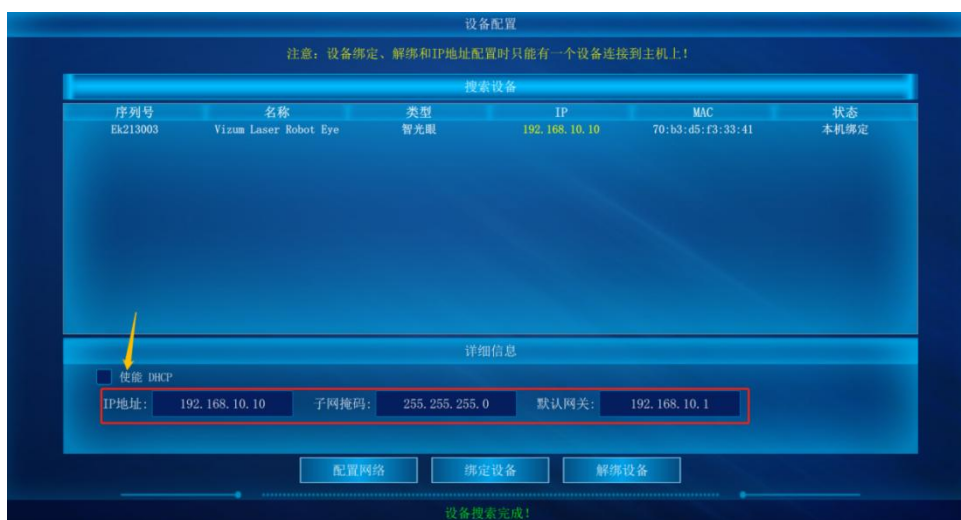 设备配置
注意：设备绑定、解绑和IP地址配置时只能有一个设备连接到主机上！
搜索设备
序列号 名称 类型 IP MAC 状态
Ek213003 Vizum Laser Robot Eye 智光眼 192.168.10.10 70:b3:d5:f3:33:41 本机绑定
详细信息
使能 DHCP
IP地址： 192.168.10.10 子网掩码： 255.255.255.0 默认网关： 192.168.10.1
配置网络 绑定设备 解绑设备
设备搜索完成！